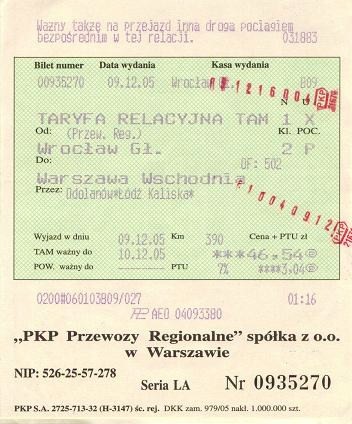 Ważny także na przejazd inną drogą pociągiem
bezpośrednim w tej relacji. 031883
Bilet numer Data wydania Kasa wydania
00935270 09.12.05 Wrocław Gł. 809
TARYFA RELACYJNA TAM 1 X
Od: (Przew. Reg.) Kl. POC.
Wrocław Gł. 2 P
Do: OF: 502
Warszawa Wschodnia
Przez: Odolanów*Łódź Kaliska*
Wyjazd w dniu 09.12.05 Km 390 Cena + PTU zł
TAM ważny do 10.12.05 ***46,54
POW. ważny do PTU 7% ****3,04
0200#060103809/027 01:16
AEO 04093380
„PKP Przewozy Regionalne” spółka z o.o.
w Warszawie
NIP: 526-25-57-278
Seria LA Nr 0935270
PKP S.A. 2725-713-32 (H-3147) śc. rej. DKK zam. 979/05 nakł. 1.000.000 szt.